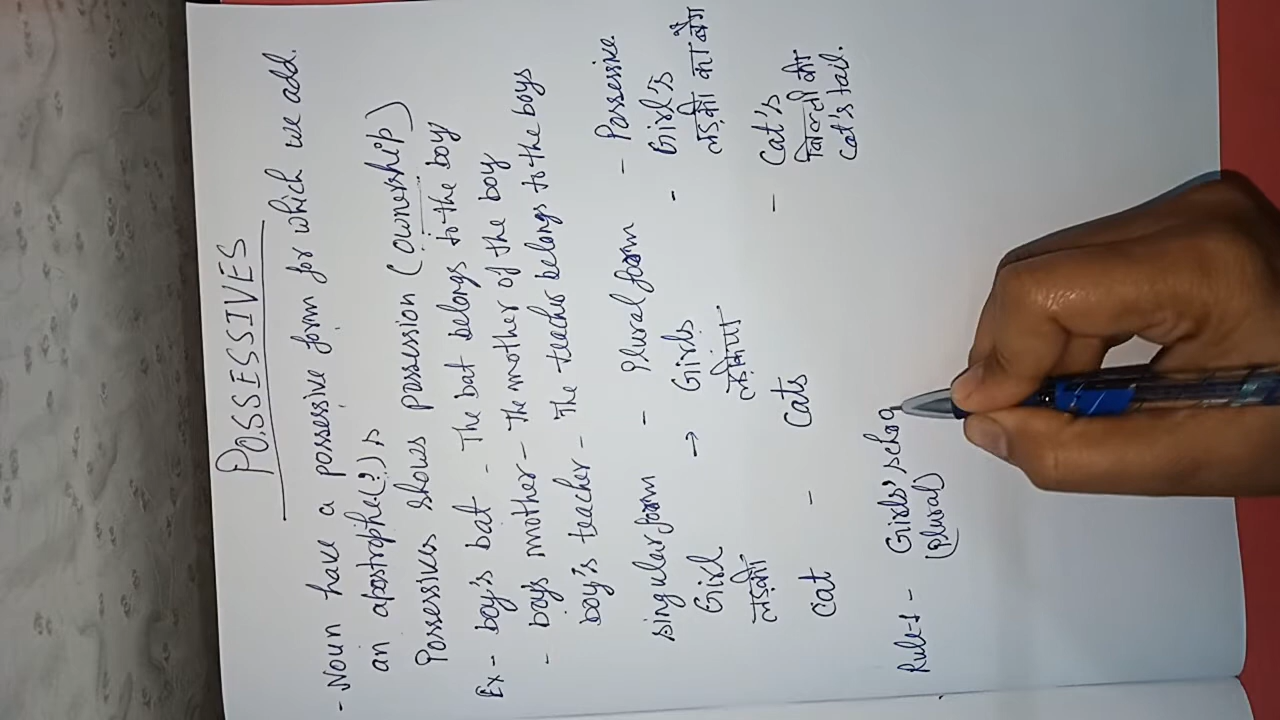 POSSESSIVES
- Noun have a possessive form for which we add.
an apostrophe(') s
Possessives shows possession (ownership)
Ex - boy's bat - The bat belongs to the boy
- boy's mother - The mother of the boy
boy's teacher - The teacher belongs to the boys
singular form - Plural form - Possessive
Girl → Girls - Girl's
लड़की लड़कियां लड़की का बैग
Cat - Cats - Cat's
बिल्ली की
Cat's tail.
Rule-1 - Girls' schoo
(Plural)